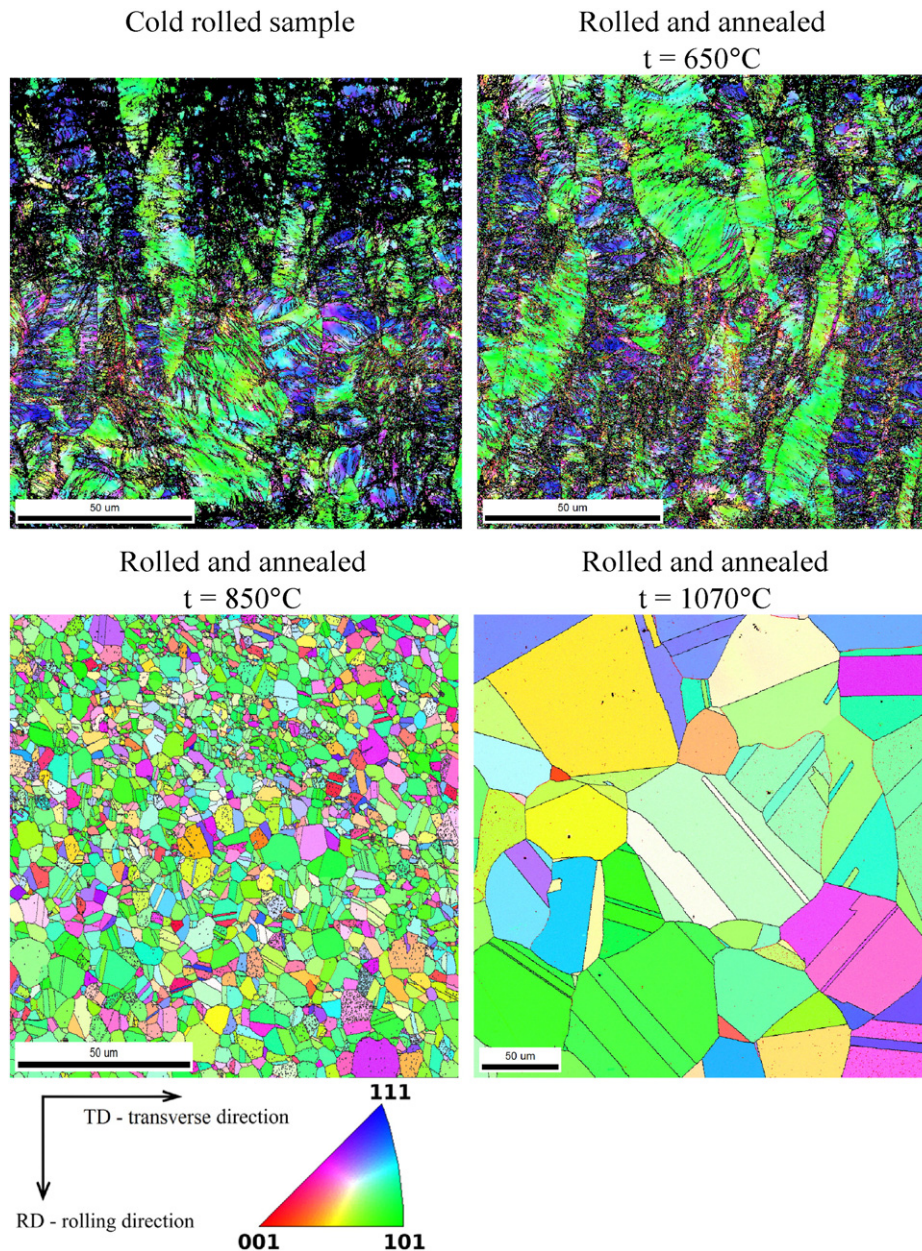 Cold rolled sample
Rolled and annealed
t = 650°C
50 um
50 um
Rolled and annealed
t = 850°C
Rolled and annealed
t = 1070°C
50 um
50 um
TD - transverse direction
RD - rolling direction
111
001
101